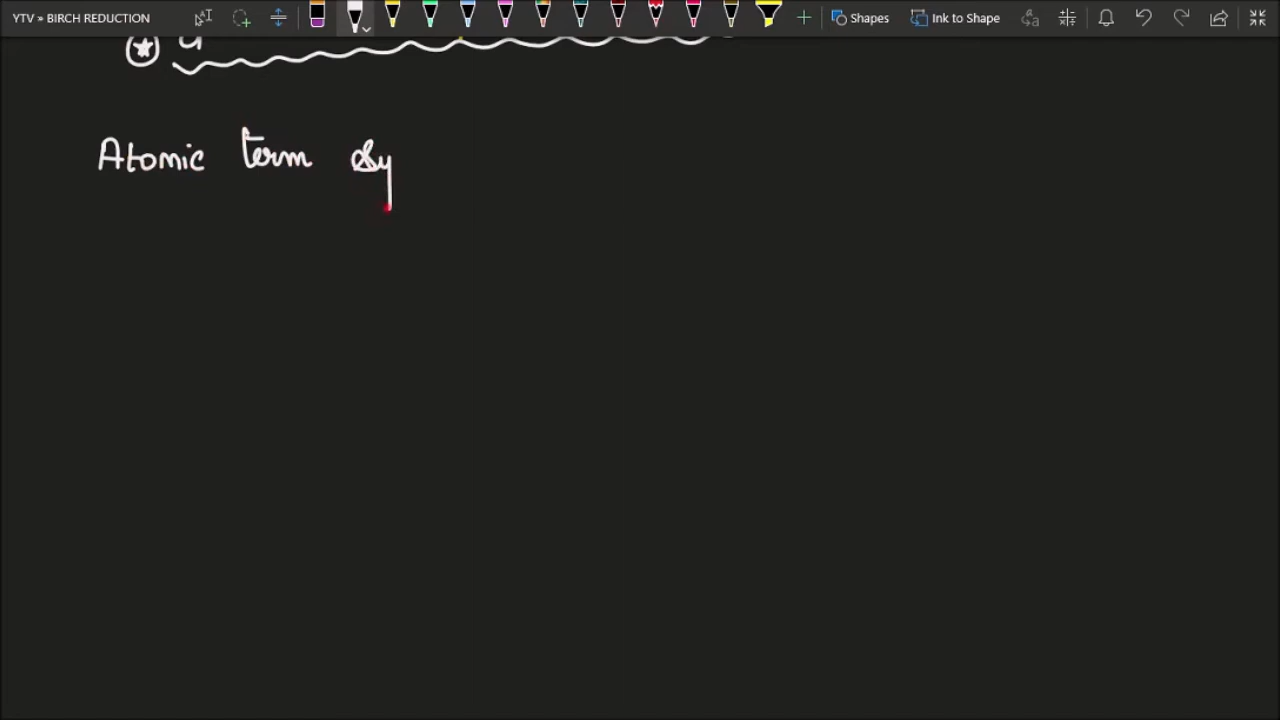 YTV » BIRCH REDUCTION Shapes Ink to Shape
Atomic term Sy